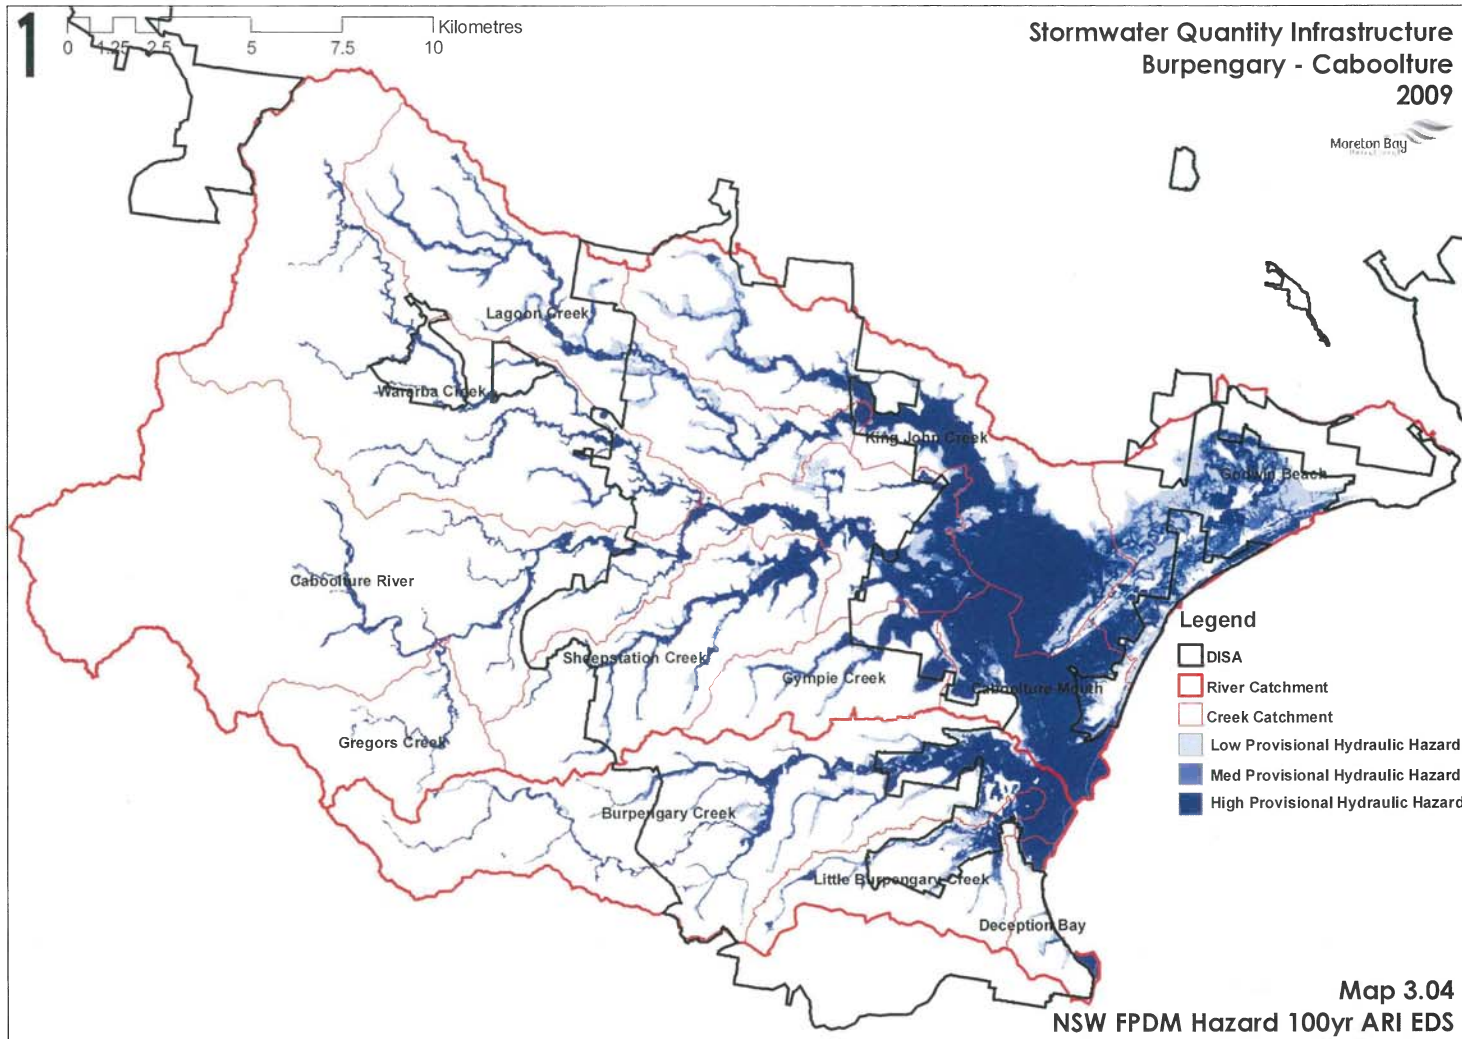 1
Kilometres
0 1.25 2.5 5 7.5 10
Stormwater Quantity Infrastructure
Burpengary - Caboolture
2009
Moreton Bay
Lagoon Creek
Wararba Creek
King John Creek
Godwin Beach
Caboolture River
Sheepstation Creek
Gympie Creek
Caboolture Mouth
Gregors Creek
Burpengary Creek
Little Burpengary Creek
Deception Bay
Legend
DISA
River Catchment
Creek Catchment
Low Provisional Hydraulic Hazard
Med Provisional Hydraulic Hazard
High Provisional Hydraulic Hazard
Map 3.04
NSW FPDM Hazard 100yr ARI EDS